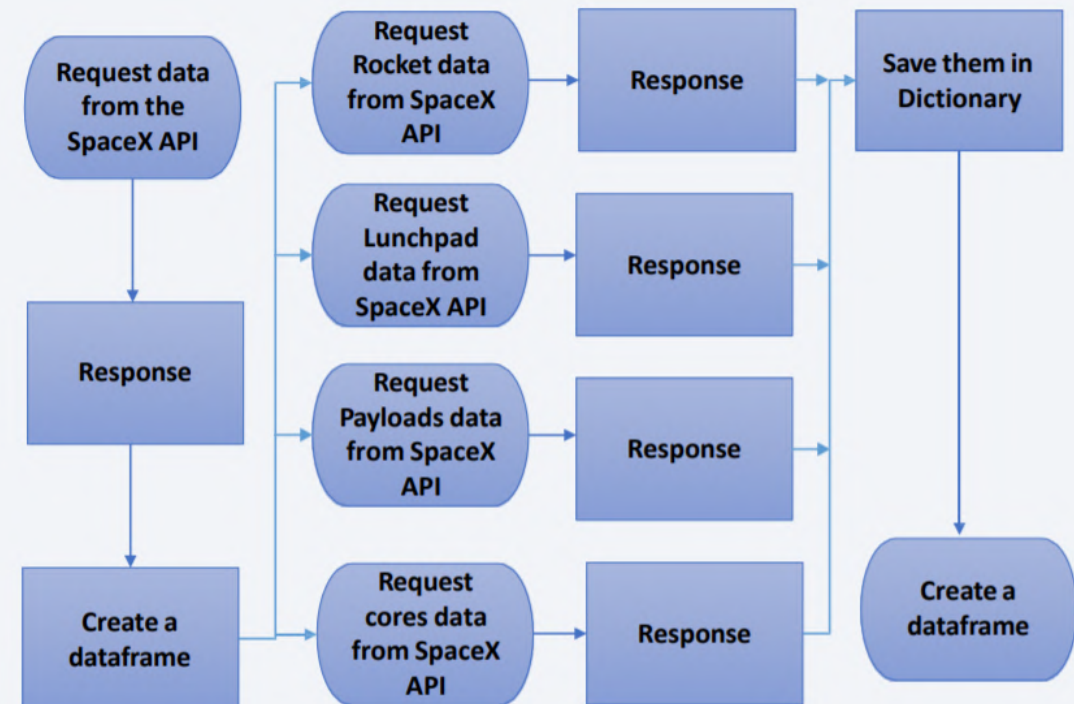 Request data
from the
SpaceX API
Response
Create a
dataframe
Request
Rocket data
from SpaceX
API
Response
Request
Lunchpad
data from
SpaceX API
Response
Request
Payloads data
from SpaceX
API
Response
Request
cores data
from SpaceX
API
Response
Save them in
Dictionary
Create a
dataframe